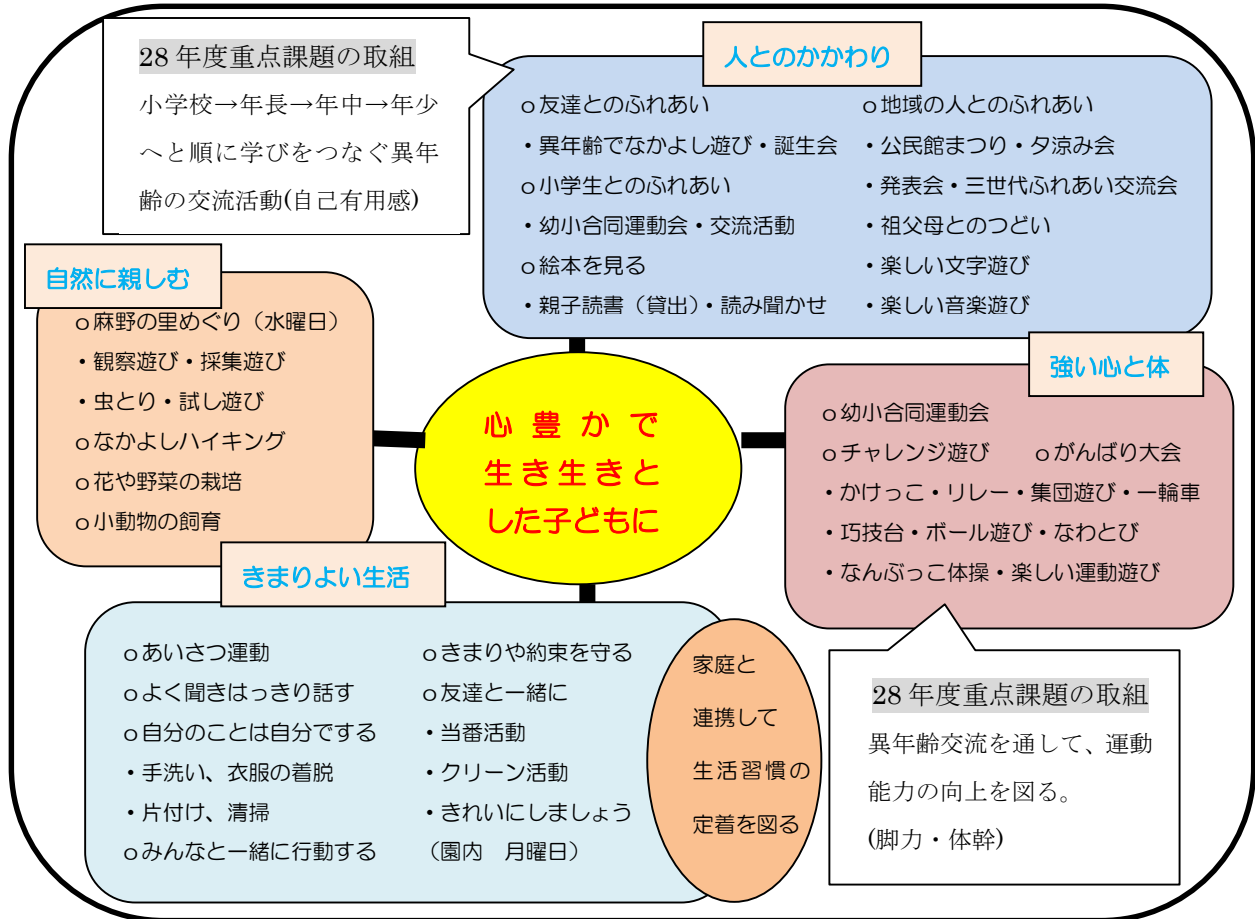 28年度重点課題の取組
小学校→年長→年中→年少
へと順に学びをつなぐ異年
齢の交流活動(自己有用感)
人とのかかわり
o友達とのふれあい
・異年齢でなかよし遊び・誕生会
o小学生とのふれあい
・幼小合同運動会・交流活動
o絵本を見る
・親子読書（貸出）・読み聞かせ
o地域の人とのふれあい
・公民館まつり・夕涼み会
・発表会・三世代ふれあい交流会
・祖父母とのつどい
・楽しい文字遊び
・楽しい音楽遊び
自然に親しむ
o麻野の里めぐり（水曜日）
・観察遊び・採集遊び
・虫とり・試し遊び
oなかよしハイキング
o花や野菜の栽培
o小動物の飼育
心豊かで
生き生きと
した子どもに
強い心と体
o幼小合同運動会
oチャレンジ遊び　oがんばり大会
・かけっこ・リレー・集団遊び・一輪車
・巧技台・ボール遊び・なわとび
・なんぶっこ体操・楽しい運動遊び
きまりよい生活
oあいさつ運動
oよく聞きはっきり話す
o自分のことは自分でする
・手洗い、衣服の着脱
・片付け、清掃
oみんなと一緒に行動する
oきまりや約束を守る
o友達と一緒に
・当番活動
・クリーン活動
・きれいにしましょう
（園内　月曜日）
家庭と
連携して
生活習慣の
定着を図る
28年度重点課題の取組
異年齢交流を通して、運動
能力の向上を図る。
(脚力・体幹)